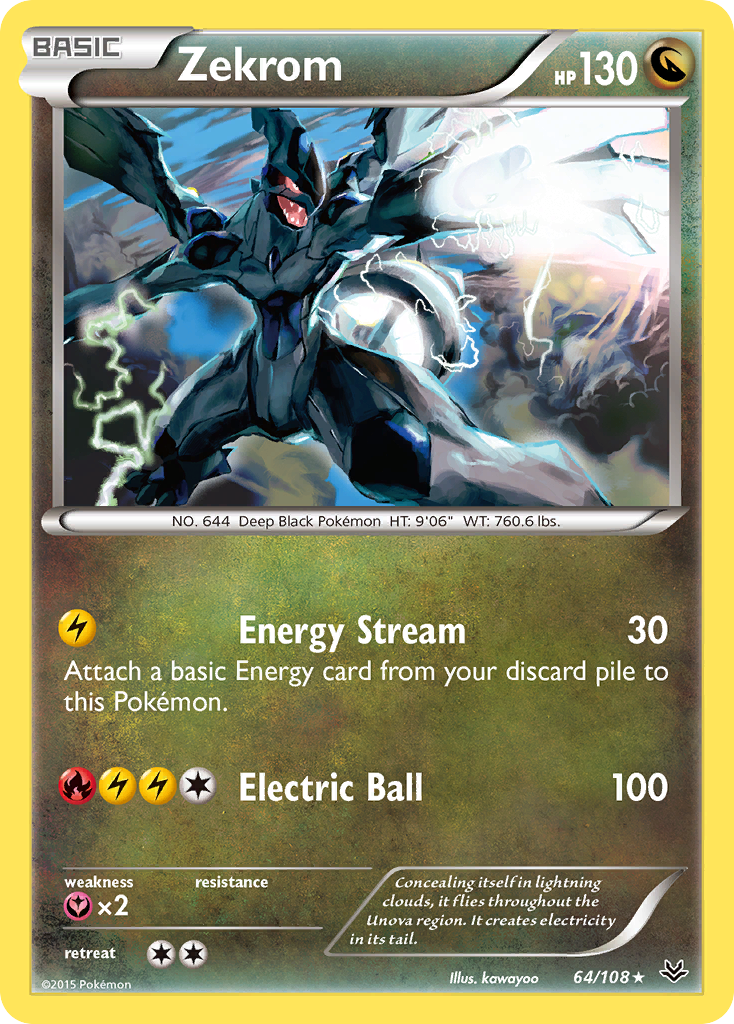 BASIC
Zekrom
HP 130
NO. 644 Deep Black Pokémon HT: 9'06" WT: 760.6 lbs.
Energy Stream 30
Attach a basic Energy card from your discard pile to
this Pokémon.
Electric Ball 100
weakness resistance
×2
retreat
Concealing itself in lightning
clouds, it flies throughout the
Unova region. It creates electricity
in its tail.
Illus. kawayoo 64/108 ★
©2015 Pokémon